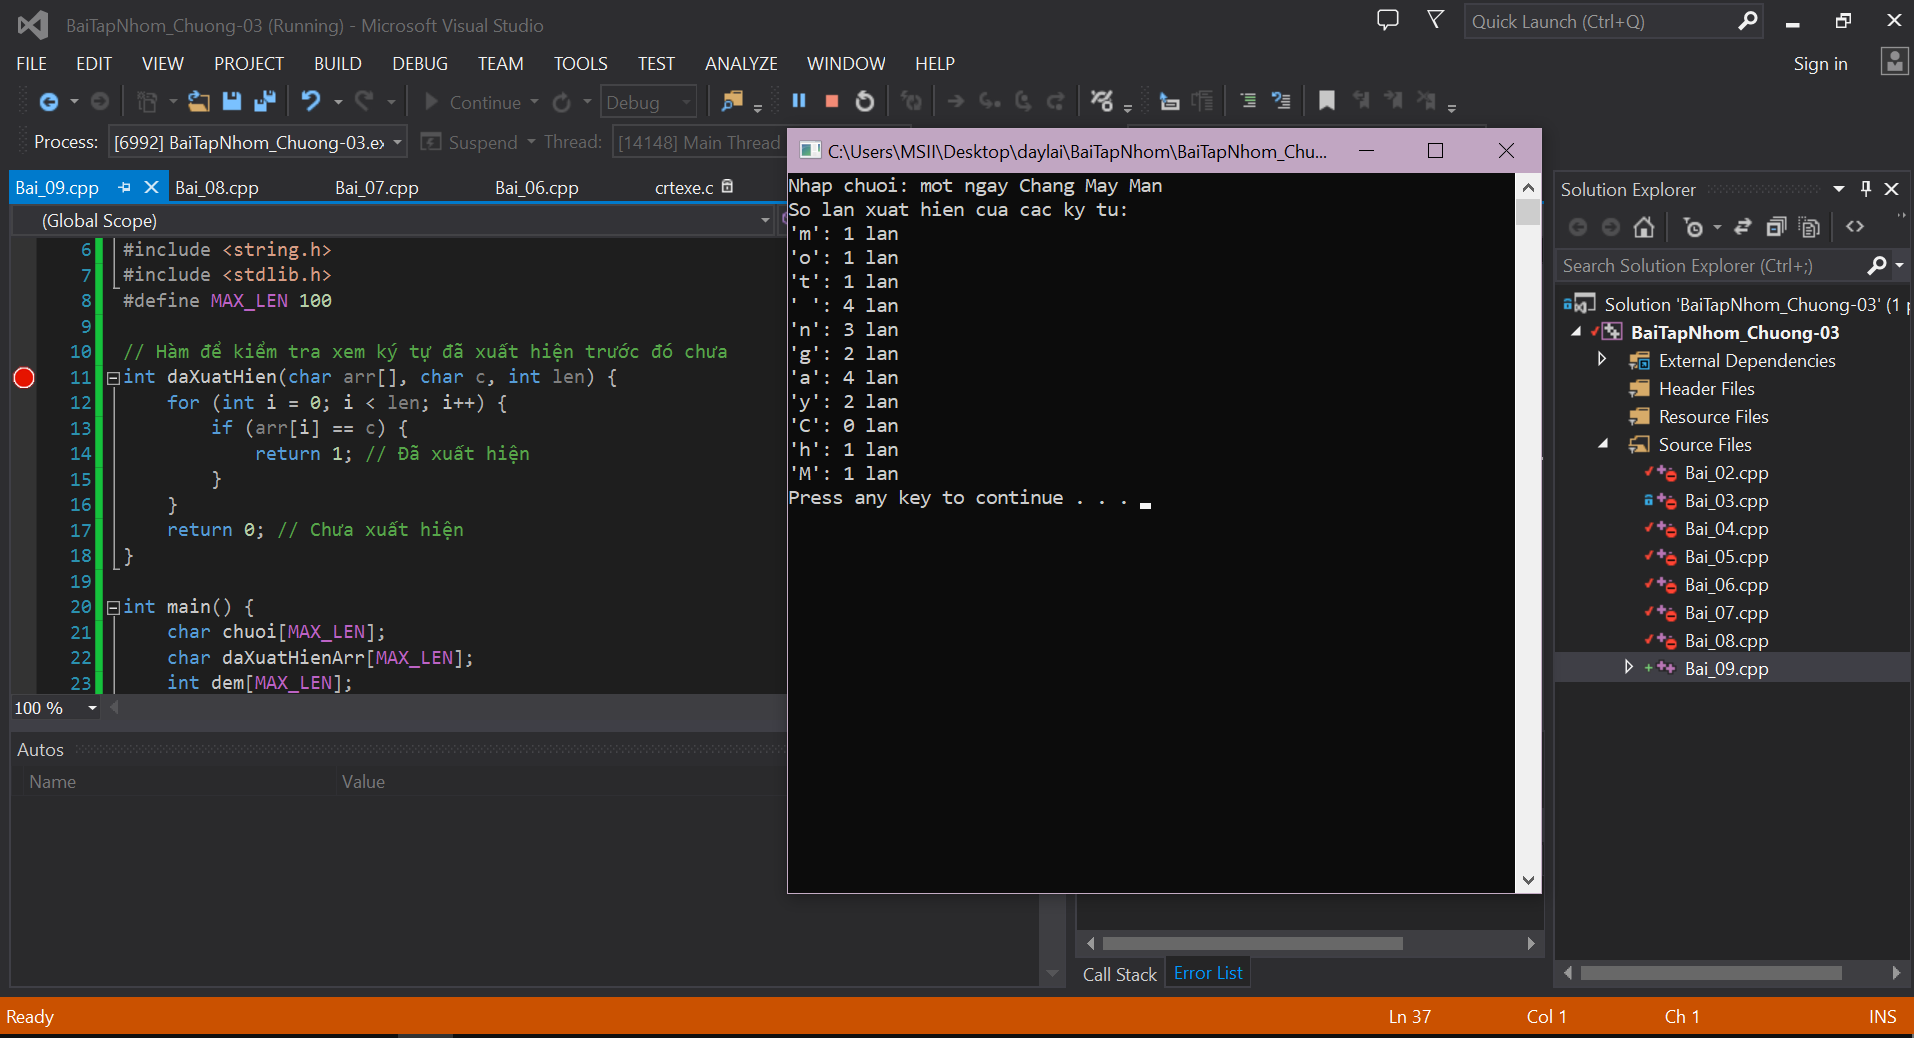 BaiTapNhom_Chuong-03 (Running) - Microsoft Visual Studio
Quick Launch (Ctrl+Q)
FILE EDIT VIEW PROJECT BUILD DEBUG TEAM TOOLS TEST ANALYZE WINDOW HELP
Sign in
Continue Debug
Process: [6992] BaiTapNhom_Chuong-03.ex Suspend Thread: [14148] Main Thread
Bai_09.cpp Bai_08.cpp Bai_07.cpp Bai_06.cpp crtexe.c
(Global Scope)
6 #include <string.h>
7 #include <stdlib.h>
8 #define MAX_LEN 100
9
10 // Hàm để kiểm tra xem ký tự đã xuất hiện trước đó chưa
11 int daXuatHien(char arr[], char c, int len) {
12 for (int i = 0; i < len; i++) {
13 if (arr[i] == c) {
14 return 1; // Đã xuất hiện
15 }
16 }
17 return 0; // Chưa xuất hiện
18 }
19
20 int main() {
21 char chuoi[MAX_LEN];
22 char daXuatHienArr[MAX_LEN];
23 int dem[MAX_LEN];
100 %
Autos
Name Value
C:\Users\MSII\Desktop\daylai\BaiTapNhom\BaiTapNhom_Chu...
Nhap chuoi: mot ngay Chang May Man
So lan xuat hien cua cac ky tu:
'm': 1 lan
'o': 1 lan
't': 1 lan
' ': 4 lan
'n': 3 lan
'g': 2 lan
'a': 4 lan
'y': 2 lan
'C': 0 lan
'h': 1 lan
'M': 1 lan
Press any key to continue . . .
Call Stack Error List
Solution Explorer
Search Solution Explorer (Ctrl+;)
Solution 'BaiTapNhom_Chuong-03' (1 p
BaiTapNhom_Chuong-03
External Dependencies
Header Files
Resource Files
Source Files
Bai_02.cpp
Bai_03.cpp
Bai_04.cpp
Bai_05.cpp
Bai_06.cpp
Bai_07.cpp
Bai_08.cpp
Bai_09.cpp
Ready Ln 37 Col 1 Ch 1 INS